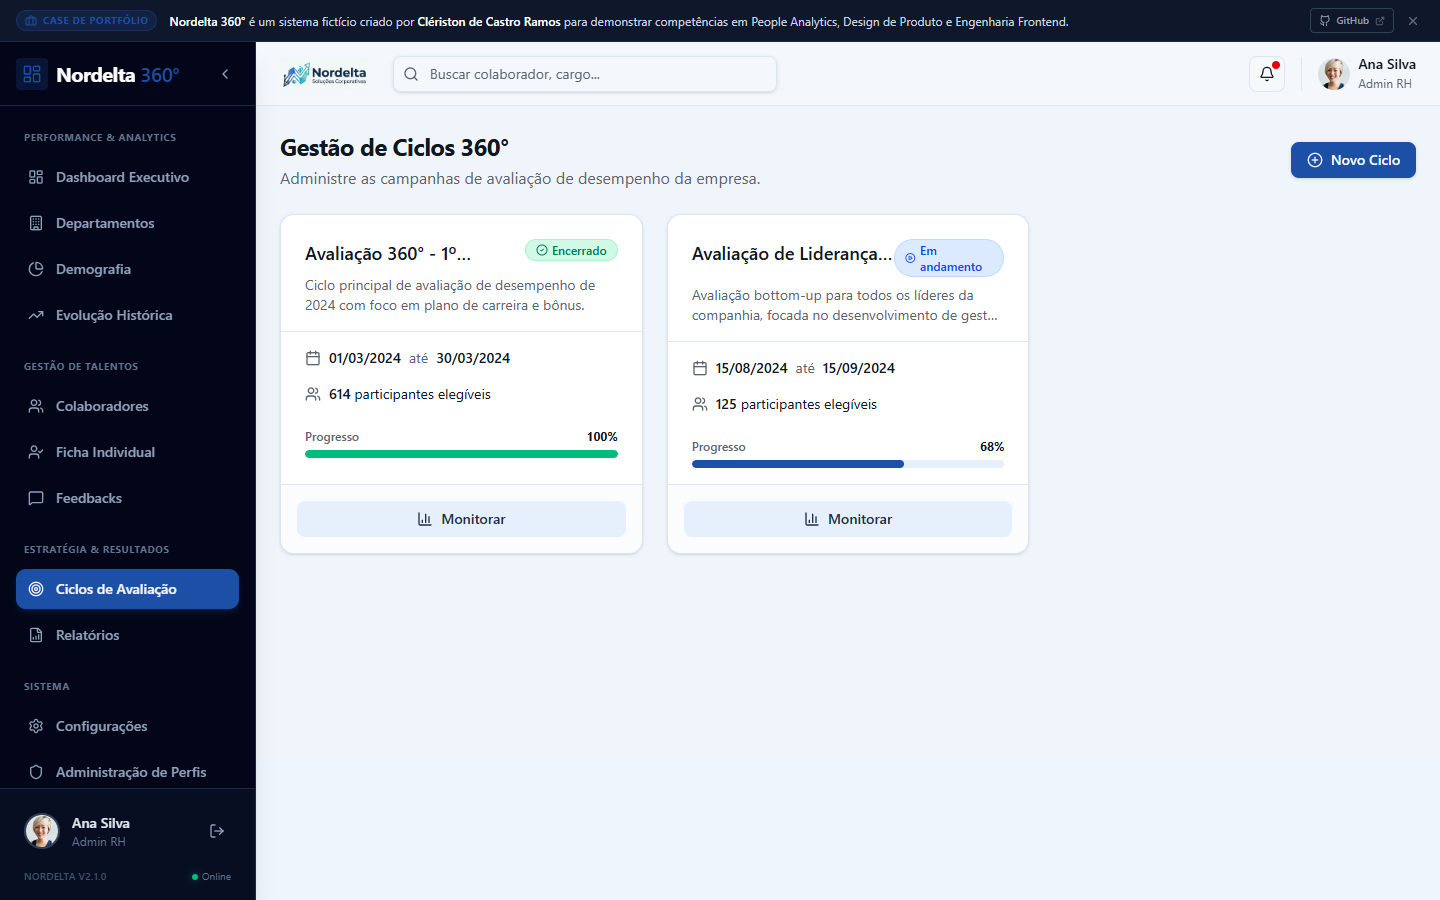 CASE DE PORTFÓLIO
Nordelta 360° é um sistema fictício criado por Clériston de Castro Ramos para demonstrar competências em People Analytics, Design de Produto e Engenharia Frontend.
GitHub
Nordelta 360°
Nordelta
Soluções Corporativas
Buscar colaborador, cargo...
Ana Silva
Admin RH
PERFORMANCE & ANALYTICS
Dashboard Executivo
Departamentos
Demografia
Evolução Histórica
GESTÃO DE TALENTOS
Colaboradores
Ficha Individual
Feedbacks
ESTRATÉGIA & RESULTADOS
Ciclos de Avaliação
Relatórios
SISTEMA
Configurações
Administração de Perfis
Ana Silva
Admin RH
NORDELTA V2.1.0
Online
Gestão de Ciclos 360°
Administre as campanhas de avaliação de desempenho da empresa.
Novo Ciclo
Avaliação 360° - 1º...
Encerrado
Ciclo principal de avaliação de desempenho de
2024 com foco em plano de carreira e bônus.
01/03/2024 até 30/03/2024
614 participantes elegíveis
Progresso
100%
Monitorar
Avaliação de Liderança...
Em
andamento
Avaliação bottom-up para todos os líderes da
companhia, focada no desenvolvimento de gest...
15/08/2024 até 15/09/2024
125 participantes elegíveis
Progresso
68%
Monitorar